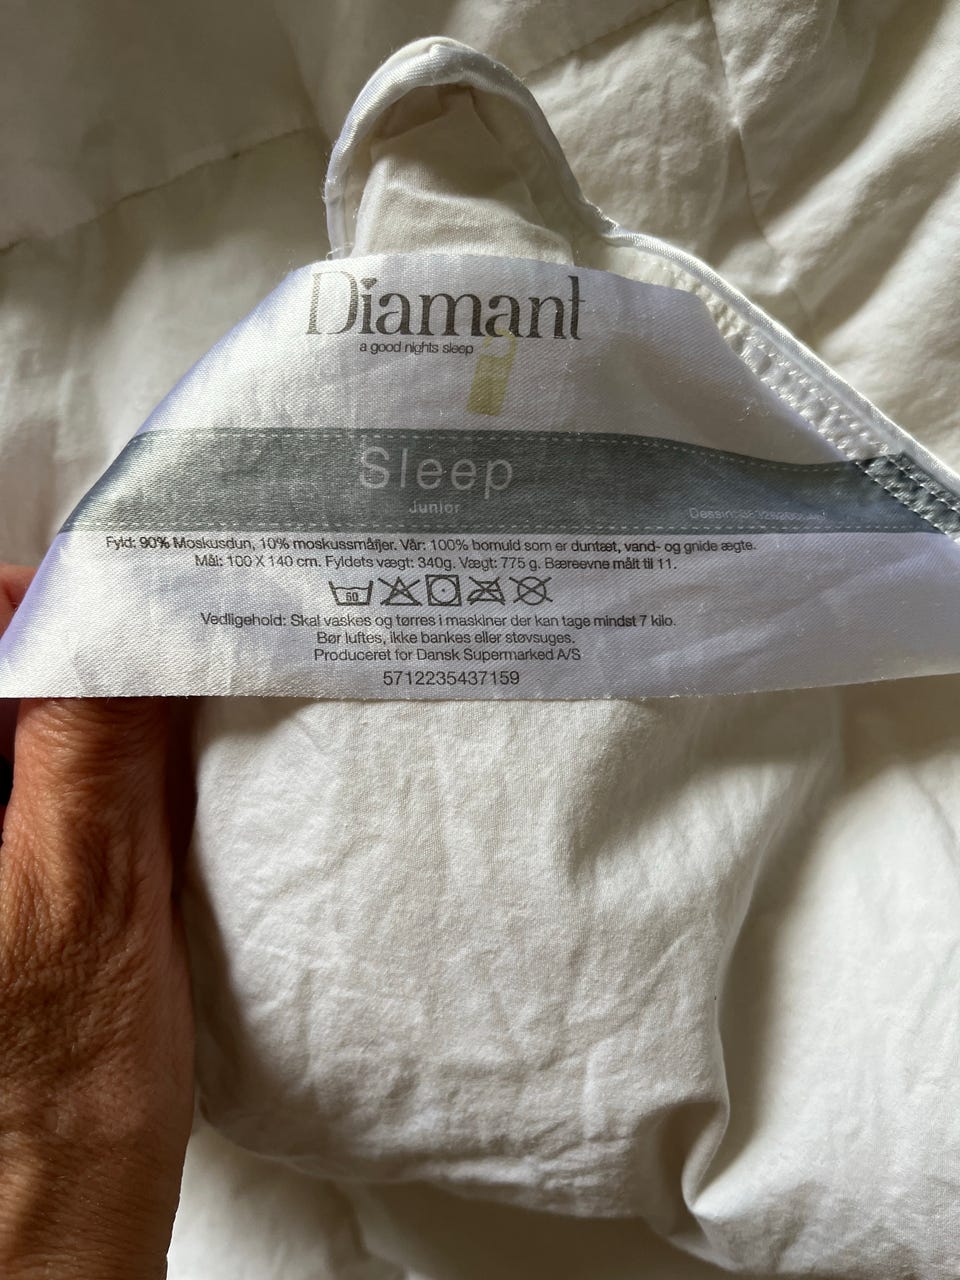 Diamant
a good nights sleep
Sleep
Junior
Dessin:
Fyld: 90% Moskusdun, 10% moskussmåfjer. Vår: 100% bomuld som er duntæt, vand- og gnide ægte.
Mål: 100 X 140 cm. Fyldets vægt: 340g. Vægt: 775 g. Bæreevne målt til 11.
60
Vedligehold: Skal vaskes og tørres i maskiner der kan tage mindst 7 kilo.
Bør luftes, ikke bankes eller støvsuges.
Produceret for Dansk Supermarked A/S
5712235437159